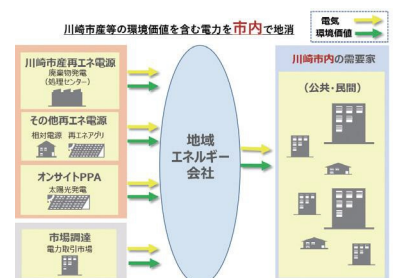 川崎市産等の環境価値を含む電力を市内で地消
電気
環境価値
川崎市産再エネ電源
廃棄物発電
(処理センター)
その他再エネ電源
相対電源 再エネアグリ
オンサイトPPA
太陽光発電
市場調達
電力取引市場
地域
エネルギー
会社
川崎市内の需要家
(公共・民間)